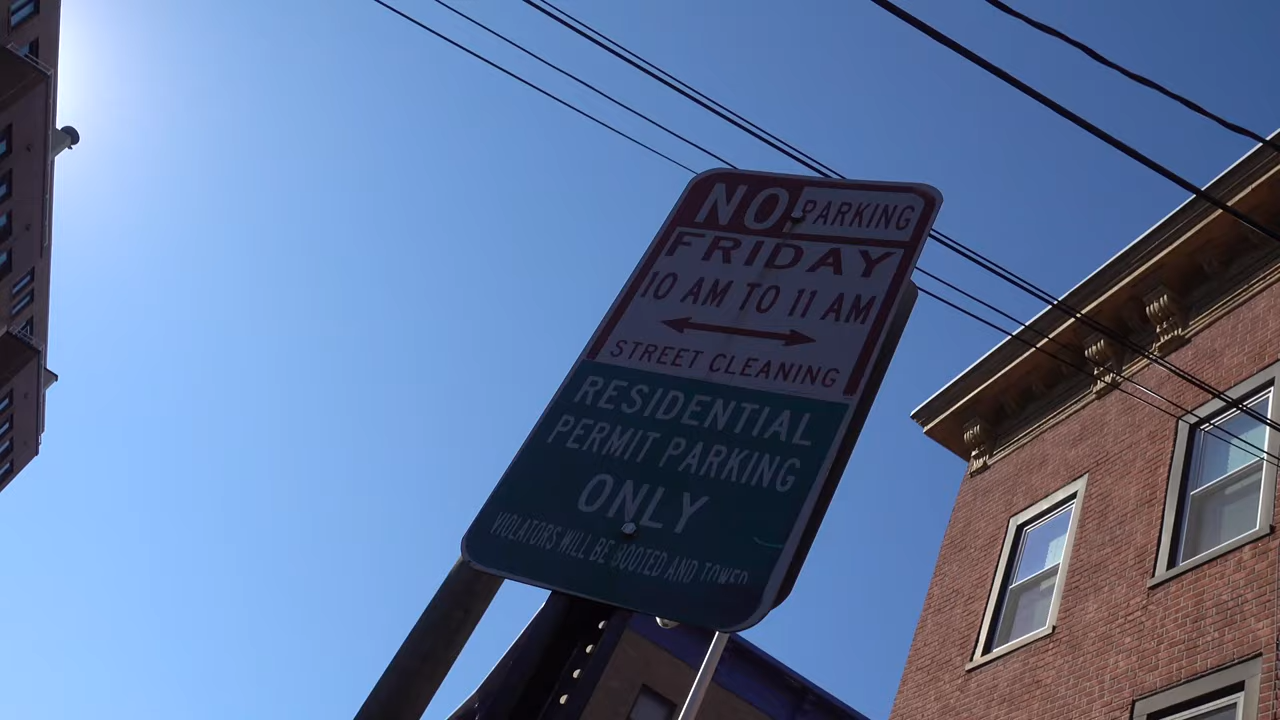 NO PARKING
FRIDAY
10 AM TO 11 AM
STREET CLEANING
RESIDENTIAL
PERMIT PARKING
ONLY
VIOLATORS WILL BE BOOTED AND TOWED